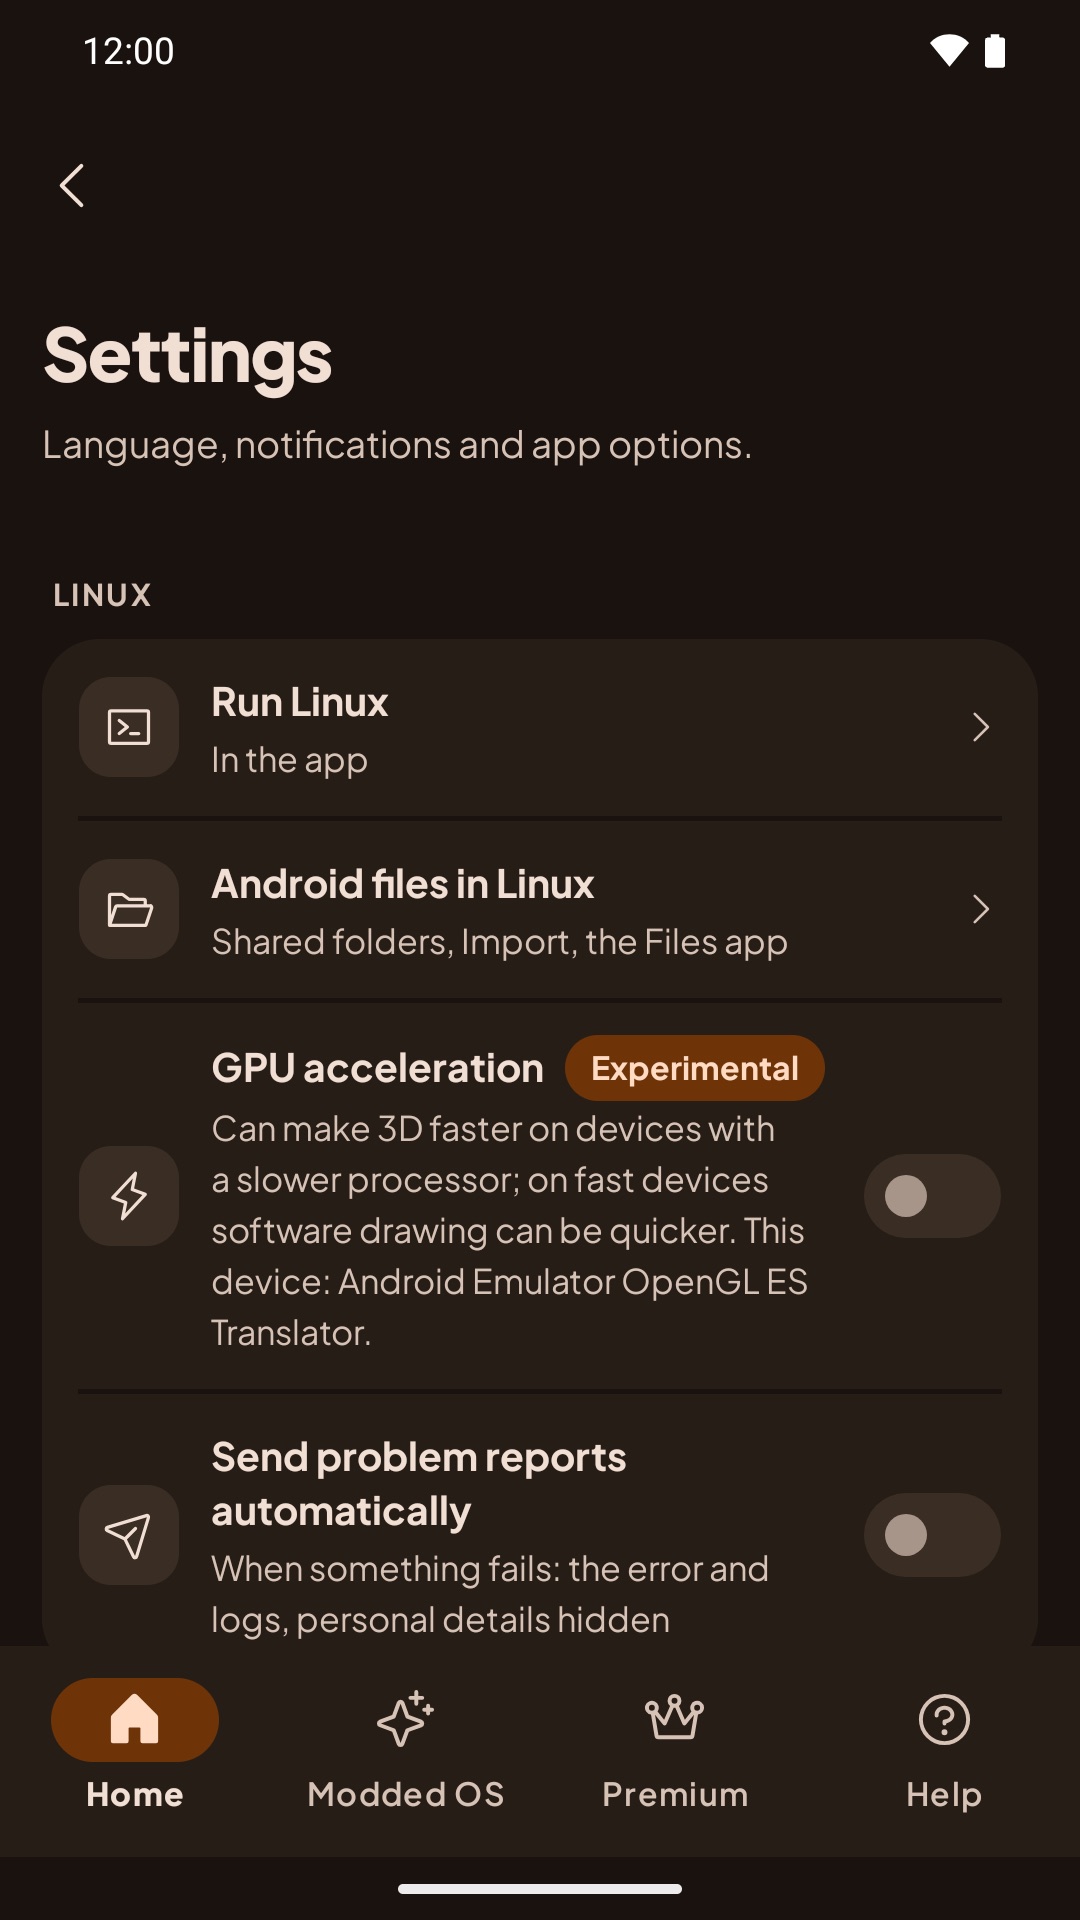 12:00
Settings
Language, notifications and app options.
LINUX
Run Linux
In the app
Android files in Linux
Shared folders, Import, the Files app
GPU acceleration Experimental
Can make 3D faster on devices with
a slower processor; on fast devices
software drawing can be quicker. This
device: Android Emulator OpenGL ES
Translator.
Send problem reports
automatically
When something fails: the error and
logs, personal details hidden
Home Modded OS Premium Help